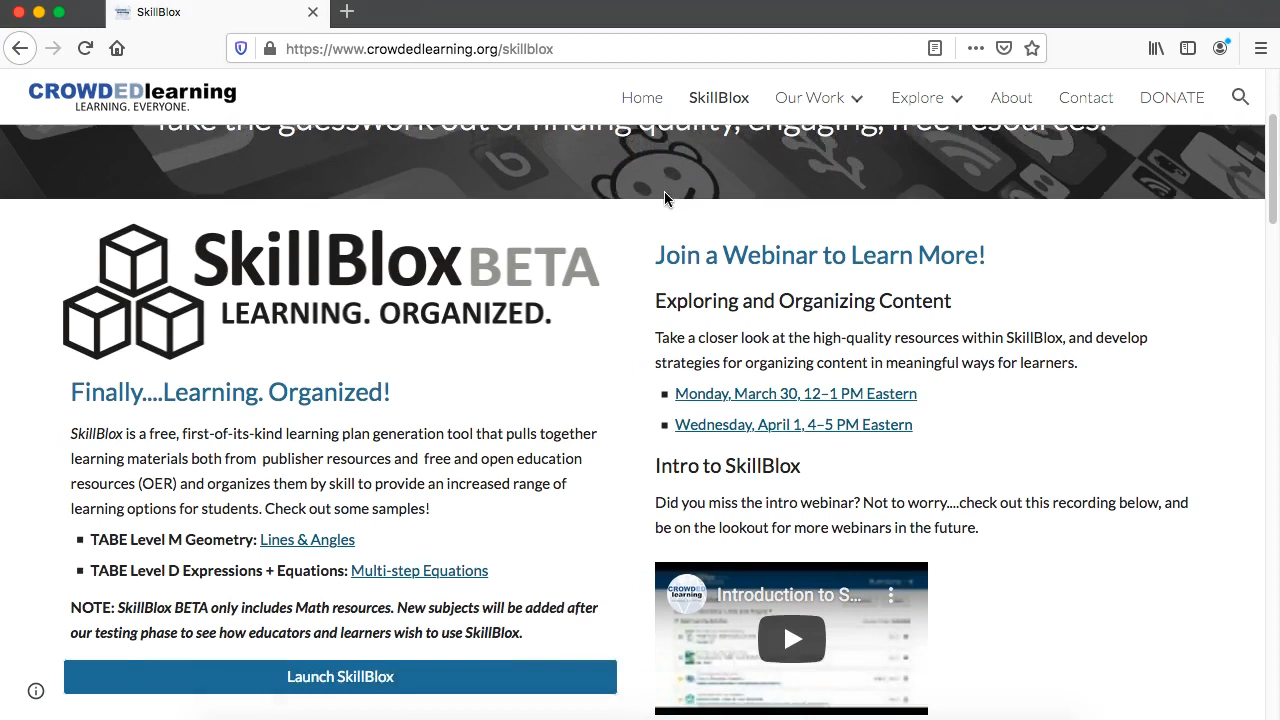 SkillBlox
https://www.crowdedlearning.org/skillblox
CROWDEDlearning
LEARNING. EVERYONE.
Home SkillBlox Our Work Explore About Contact DONATE
Take the guesswork out of finding quality, engaging, free resources.
SkillBlox BETA
LEARNING. ORGANIZED.
Finally....Learning. Organized!
SkillBlox is a free, first-of-its-kind learning plan generation tool that pulls together
learning materials both from publisher resources and free and open education
resources (OER) and organizes them by skill to provide an increased range of
learning options for students. Check out some samples!
TABE Level M Geometry: Lines & Angles
TABE Level D Expressions + Equations: Multi-step Equations
NOTE: SkillBlox BETA only includes Math resources. New subjects will be added after
our testing phase to see how educators and learners wish to use SkillBlox.
Launch SkillBlox
Join a Webinar to Learn More!
Exploring and Organizing Content
Take a closer look at the high-quality resources within SkillBlox, and develop
strategies for organizing content in meaningful ways for learners.
Monday, March 30, 12–1 PM Eastern
Wednesday, April 1, 4–5 PM Eastern
Intro to SkillBlox
Did you miss the intro webinar? Not to worry....check out this recording below, and
be on the lookout for more webinars in the future.
CROWDED
learning
Introduction to S...